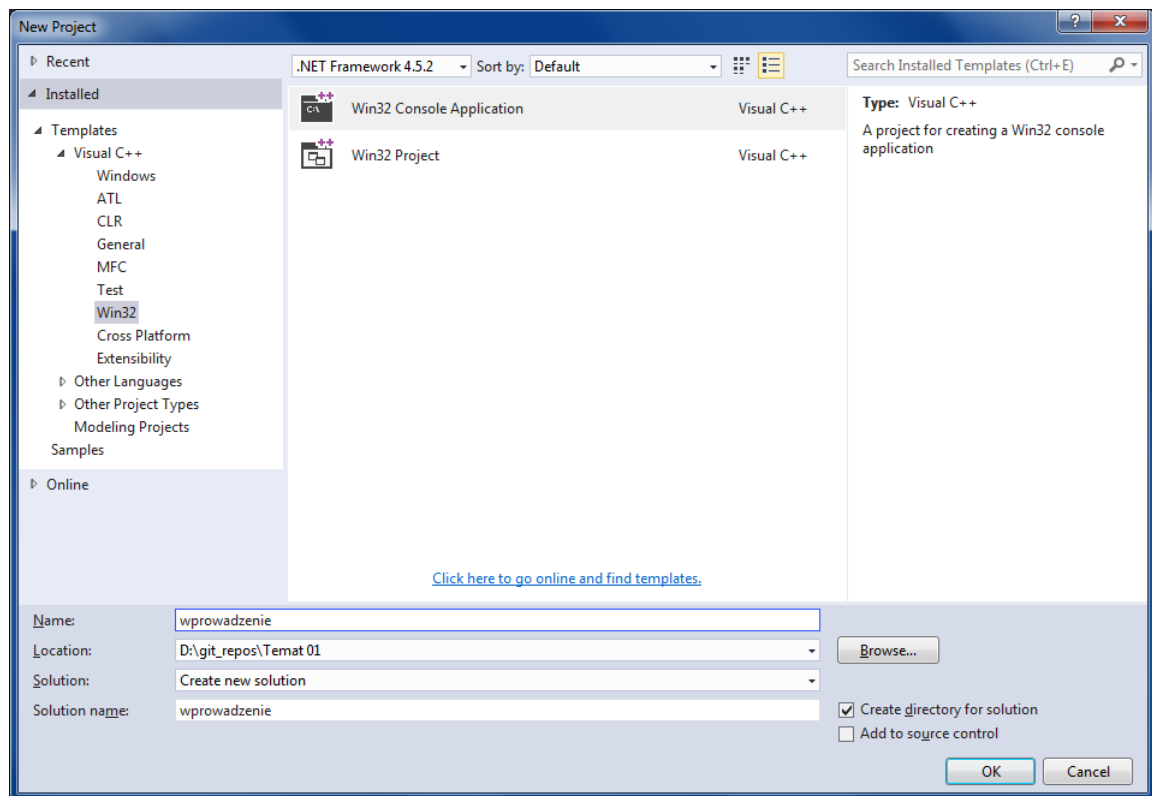 New Project
Recent
Installed
Templates
Visual C++
Windows
ATL
CLR
General
MFC
Test
Win32
Cross Platform
Extensibility
Other Languages
Other Project Types
Modeling Projects
Samples
Online
.NET Framework 4.5.2 Sort by: Default
Win32 Console Application Visual C++
Win32 Project Visual C++
Click here to go online and find templates.
Search Installed Templates (Ctrl+E)
Type: Visual C++
A project for creating a Win32 console
application
Name: wprowadzenie
Location: D:\git_repos\Temat 01
Browse...
Solution: Create new solution
Solution name: wprowadzenie
Create directory for solution
Add to source control
OK Cancel